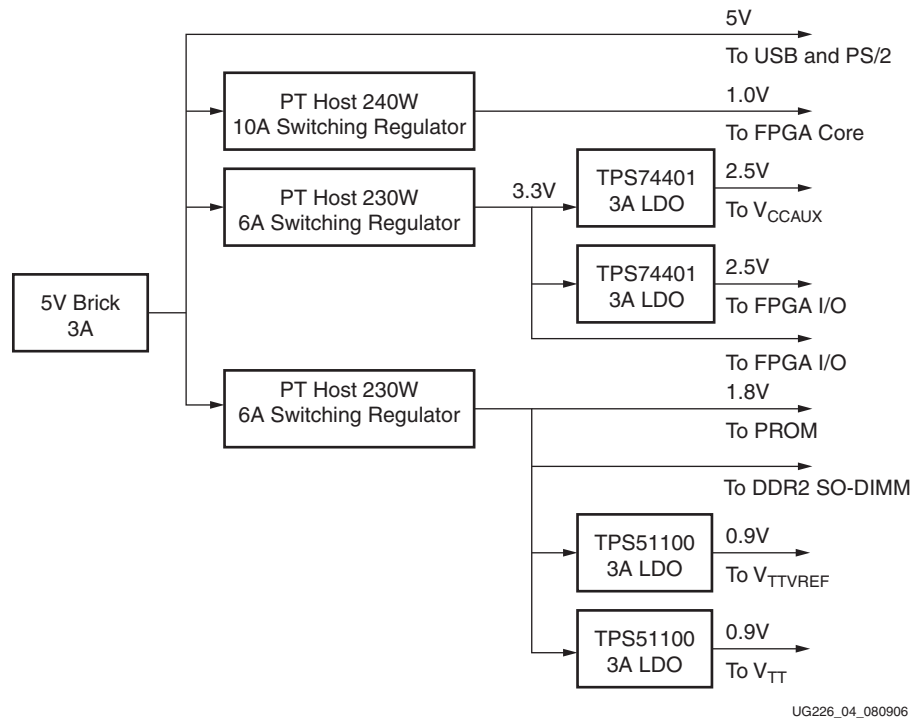 5V
To USB and PS/2
PT Host 240W
10A Switching Regulator
1.0V
To FPGA Core
PT Host 230W
6A Switching Regulator
3.3V
TPS74401
3A LDO
2.5V
To VCCAUX
TPS74401
3A LDO
2.5V
To FPGA I/O
To FPGA I/O
5V Brick
3A
PT Host 230W
6A Switching Regulator
1.8V
To PROM
To DDR2 SO-DIMM
TPS51100
3A LDO
0.9V
To VTTVREF
TPS51100
3A LDO
0.9V
To VTT
UG226_04_080906